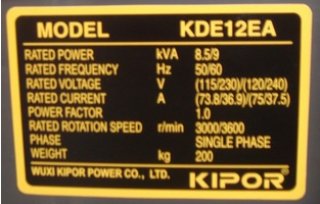 MODEL KDE12EA
RATED POWER kVA 8.5/9
RATED FREQUENCY Hz 50/60
RATED VOLTAGE V (115/230)/(120/240)
RATED CURRENT A (73.8/36.9)/(75/37.5)
POWER FACTOR 1.0
RATED ROTATION SPEED r/min 3000/3600
PHASE SINGLE PHASE
WEIGHT kg 200
WUXI KIPOR POWER CO., LTD. KIPOR®